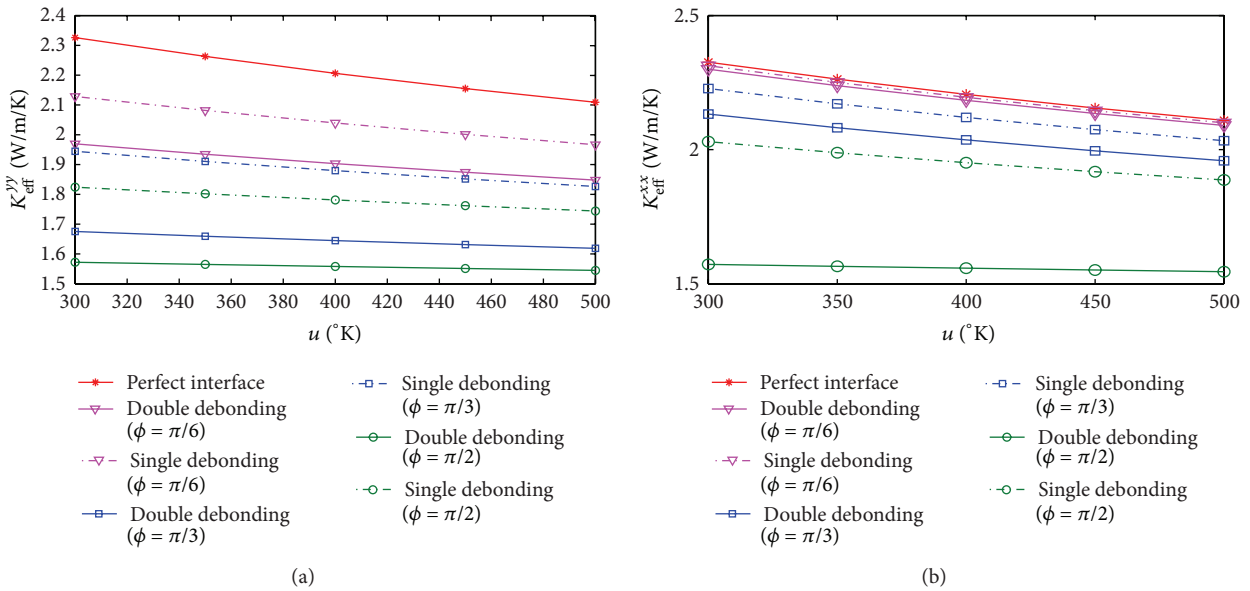 2.4
2.3
2.2
2.1
2
1.9
1.8
1.7
1.6
1.5
K_eff^yy (W/m/K)
300 320 340 360 380 400 420 440 460 480 500
u (°K)
Perfect interface
Double debonding
(ϕ = π/6)
Single debonding
(ϕ = π/6)
Double debonding
(ϕ = π/3)
Single debonding
(ϕ = π/3)
Double debonding
(ϕ = π/2)
Single debonding
(ϕ = π/2)
(a)
2.5
2
1.5
K_eff^xx (W/m/K)
300 350 400 450 500
u (°K)
Perfect interface
Double debonding
(ϕ = π/6)
Single debonding
(ϕ = π/6)
Double debonding
(ϕ = π/3)
Single debonding
(ϕ = π/3)
Double debonding
(ϕ = π/2)
Single debonding
(ϕ = π/2)
(b)